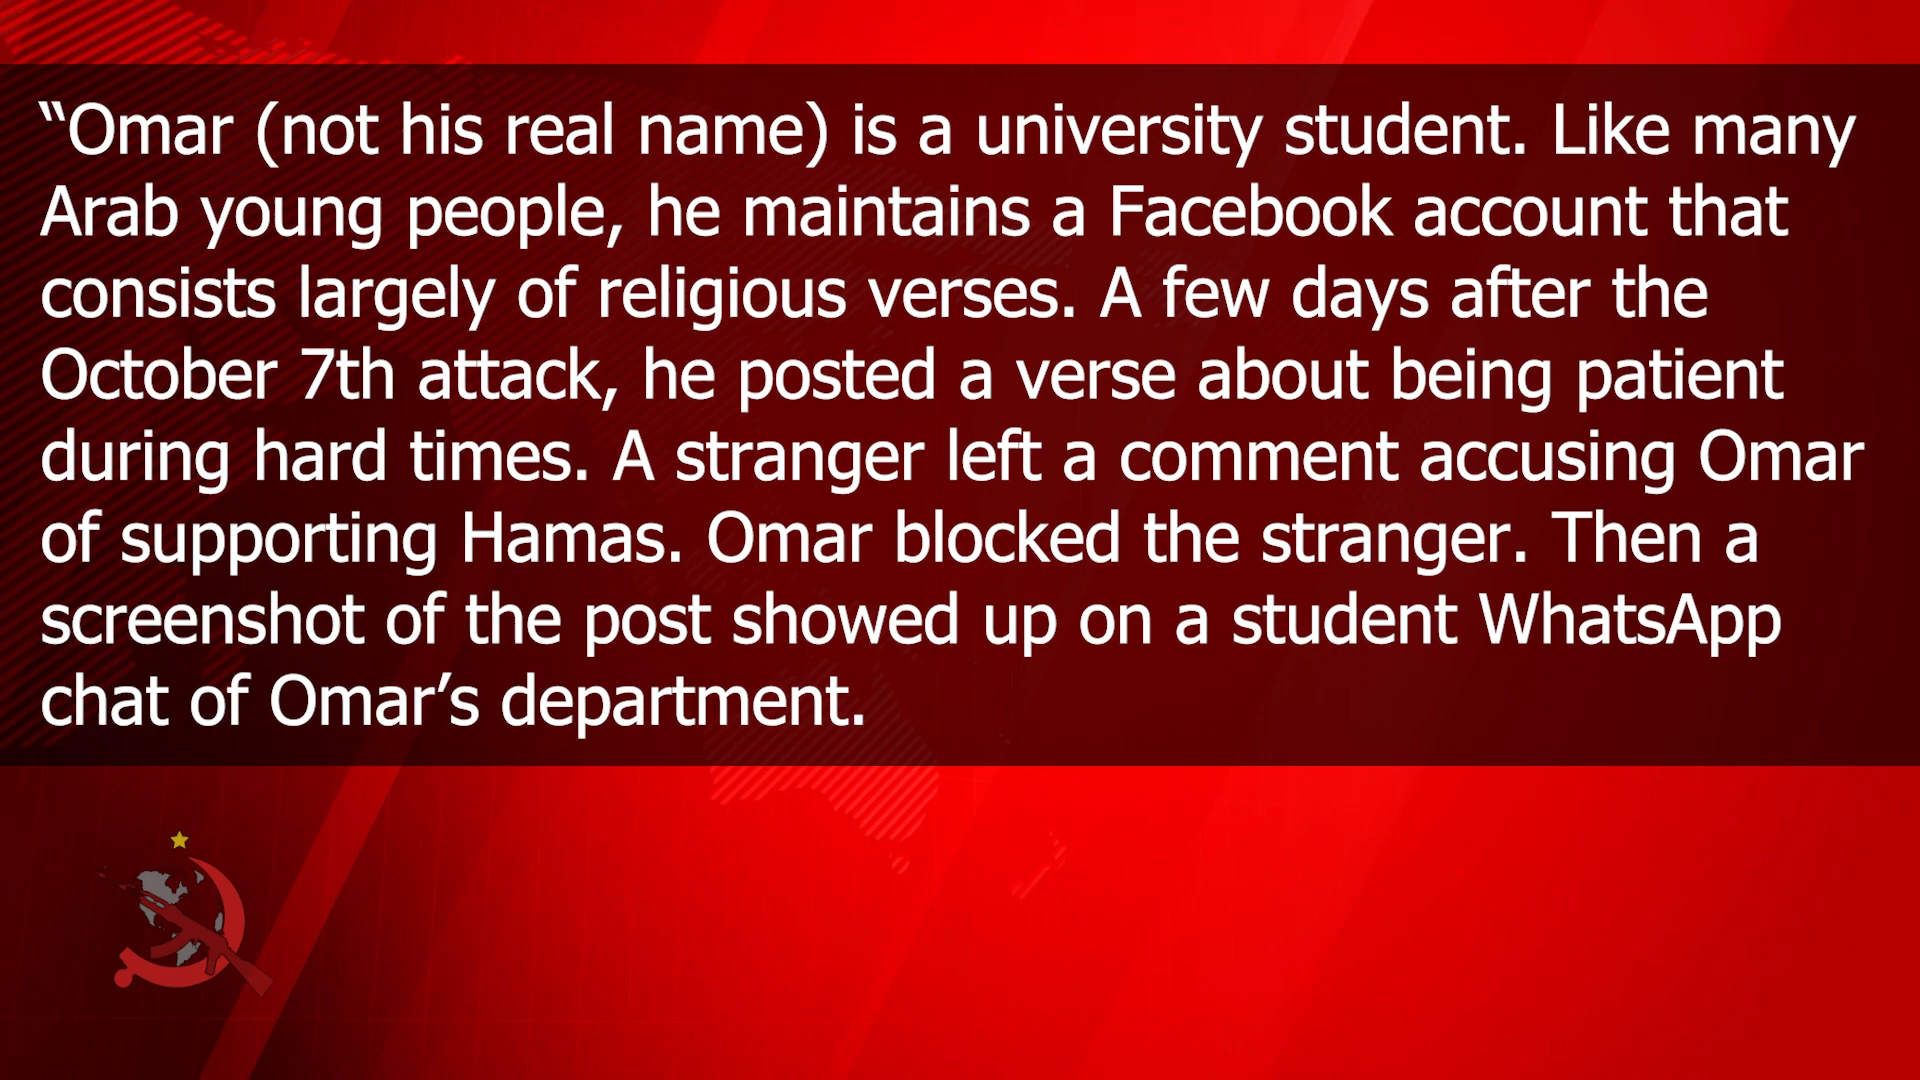 “Omar (not his real name) is a university student. Like many
Arab young people, he maintains a Facebook account that
consists largely of religious verses. A few days after the
October 7th attack, he posted a verse about being patient
during hard times. A stranger left a comment accusing Omar
of supporting Hamas. Omar blocked the stranger. Then a
screenshot of the post showed up on a student WhatsApp
chat of Omar’s department.